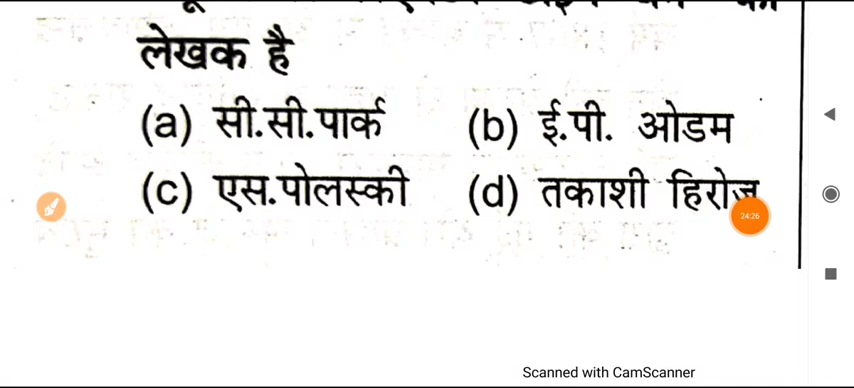 लेखक है
(a) सी.सी.पार्क (b) ई.पी. ओडम
(c) एस.पोलस्की (d) तकाशी हिरोज
24:26
Scanned with CamScanner